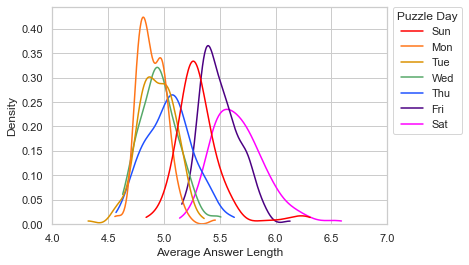 Puzzle Day
Sun
Mon
Tue
Wed
Thu
Fri
Sat
Density
0.40
0.35
0.30
0.25
0.20
0.15
0.10
0.05
0.00
4.0 4.5 5.0 5.5 6.0 6.5 7.0
Average Answer Length